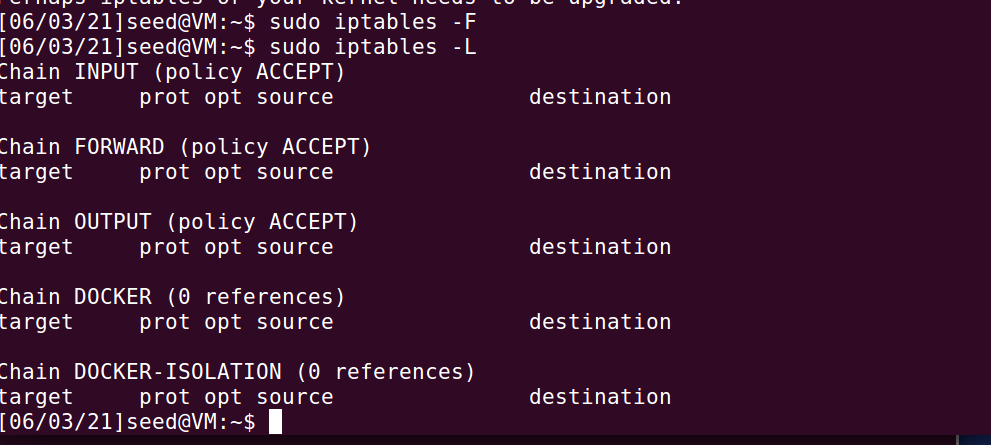 [06/03/21]seed@VM:~$ sudo iptables -F
[06/03/21]seed@VM:~$ sudo iptables -L
Chain INPUT (policy ACCEPT)
target     prot opt source               destination
Chain FORWARD (policy ACCEPT)
target     prot opt source               destination
Chain OUTPUT (policy ACCEPT)
target     prot opt source               destination
Chain DOCKER (0 references)
target     prot opt source               destination
Chain DOCKER-ISOLATION (0 references)
target     prot opt source               destination
[06/03/21]seed@VM:~$